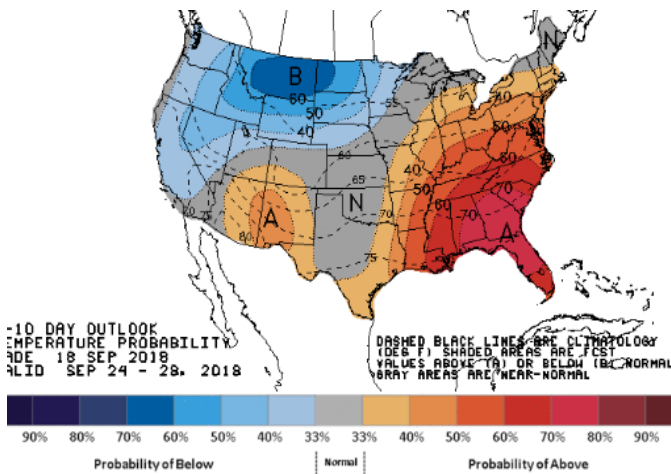 N
B
60
50
40
55
40
50
60
60
65
40
N
50
70
60
70
70
A
A
70
75
80
75
-10 DAY OUTLOOK
EMPERATURE PROBABILITY
ADE 18 SEP 2018
ALID SEP 24 - 28, 2018
DASHED BLACK LINES ARE CLIMATOLOGY
(DEG F) SHADED AREAS ARE FCST
VALUES ABOVE (A) OR BELOW (B) NORMAL
GRAY AREAS ARE NEAR-NORMAL
90% 80% 70% 60% 50% 40% 33% 33% 40% 50% 60% 70% 80% 90%
Probability of Below Normal Probability of Above